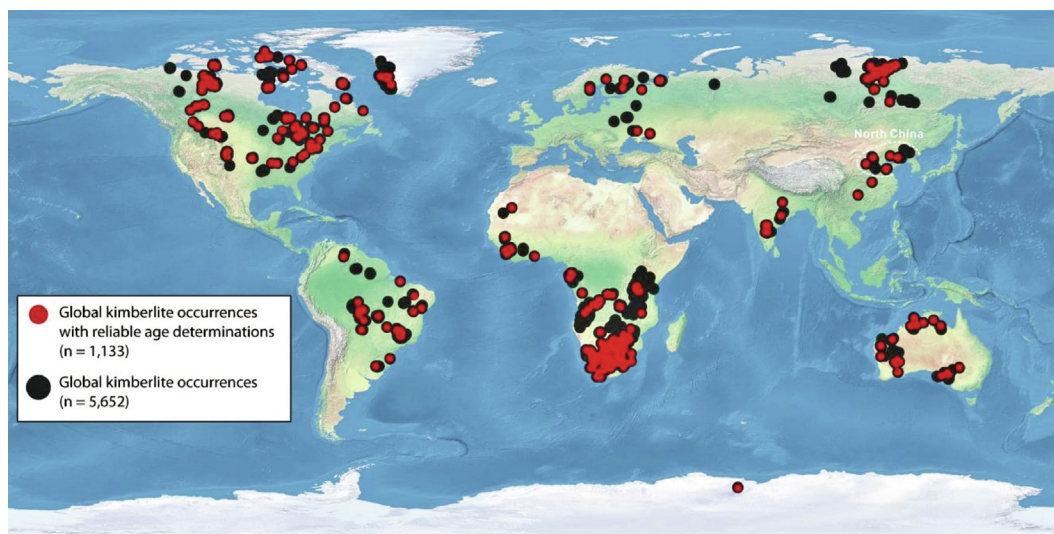 North China
Global kimberlite occurrences
with reliable age determinations
(n = 1,133)
Global kimberlite occurrences
(n = 5,652)